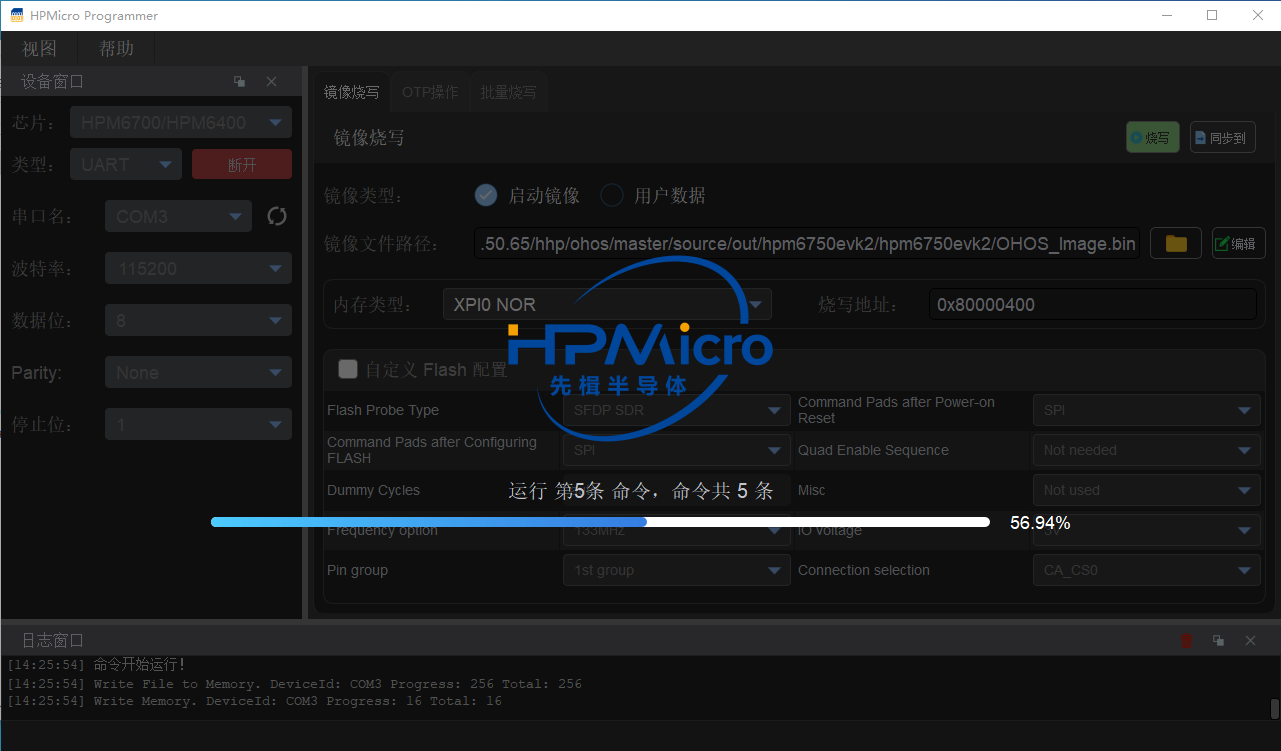 HPMicro Programmer
视图 帮助
设备窗口
芯片: HPM6700/HPM6400
类型: UART 断开
串口名: COM3
波特率: 115200
数据位: 8
Parity: None
停止位: 1
镜像烧写 OTP操作 批量烧写
镜像烧写 烧写 同步到
镜像类型: 启动镜像 用户数据
镜像文件路径: .50.65/hhp/ohos/master/source/out/hpm6750evk2/hpm6750evk2/OHOS_Image.bin 编辑
内存类型: XPI0 NOR 烧写地址: 0x80000400
HPMicro
先楫半导体
自定义 Flash 配置
Flash Probe Type SFDP SDR Command Pads after Power-on
Reset SPI
Command Pads after Configuring
FLASH SPI Quad Enable Sequence Not needed
Dummy Cycles Misc Not used
运行 第5条 命令，命令共 5 条
56.94%
Frequency option 133MHz IO Voltage 3V
Pin group 1st group Connection selection CA_CS0
日志窗口
[14:25:54] 命令开始运行!
[14:25:54] Write File to Memory. DeviceId: COM3 Progress: 256 Total: 256
[14:25:54] Write Memory. DeviceId: COM3 Progress: 16 Total: 16